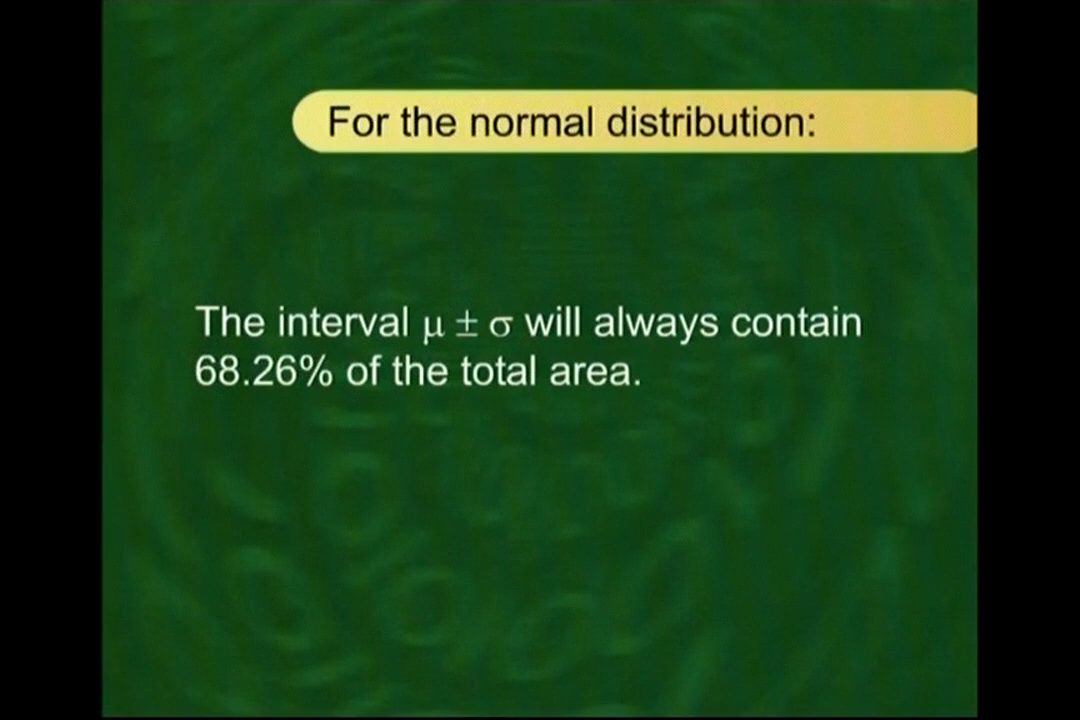 For the normal distribution:
The interval μ ± σ will always contain
68.26% of the total area.